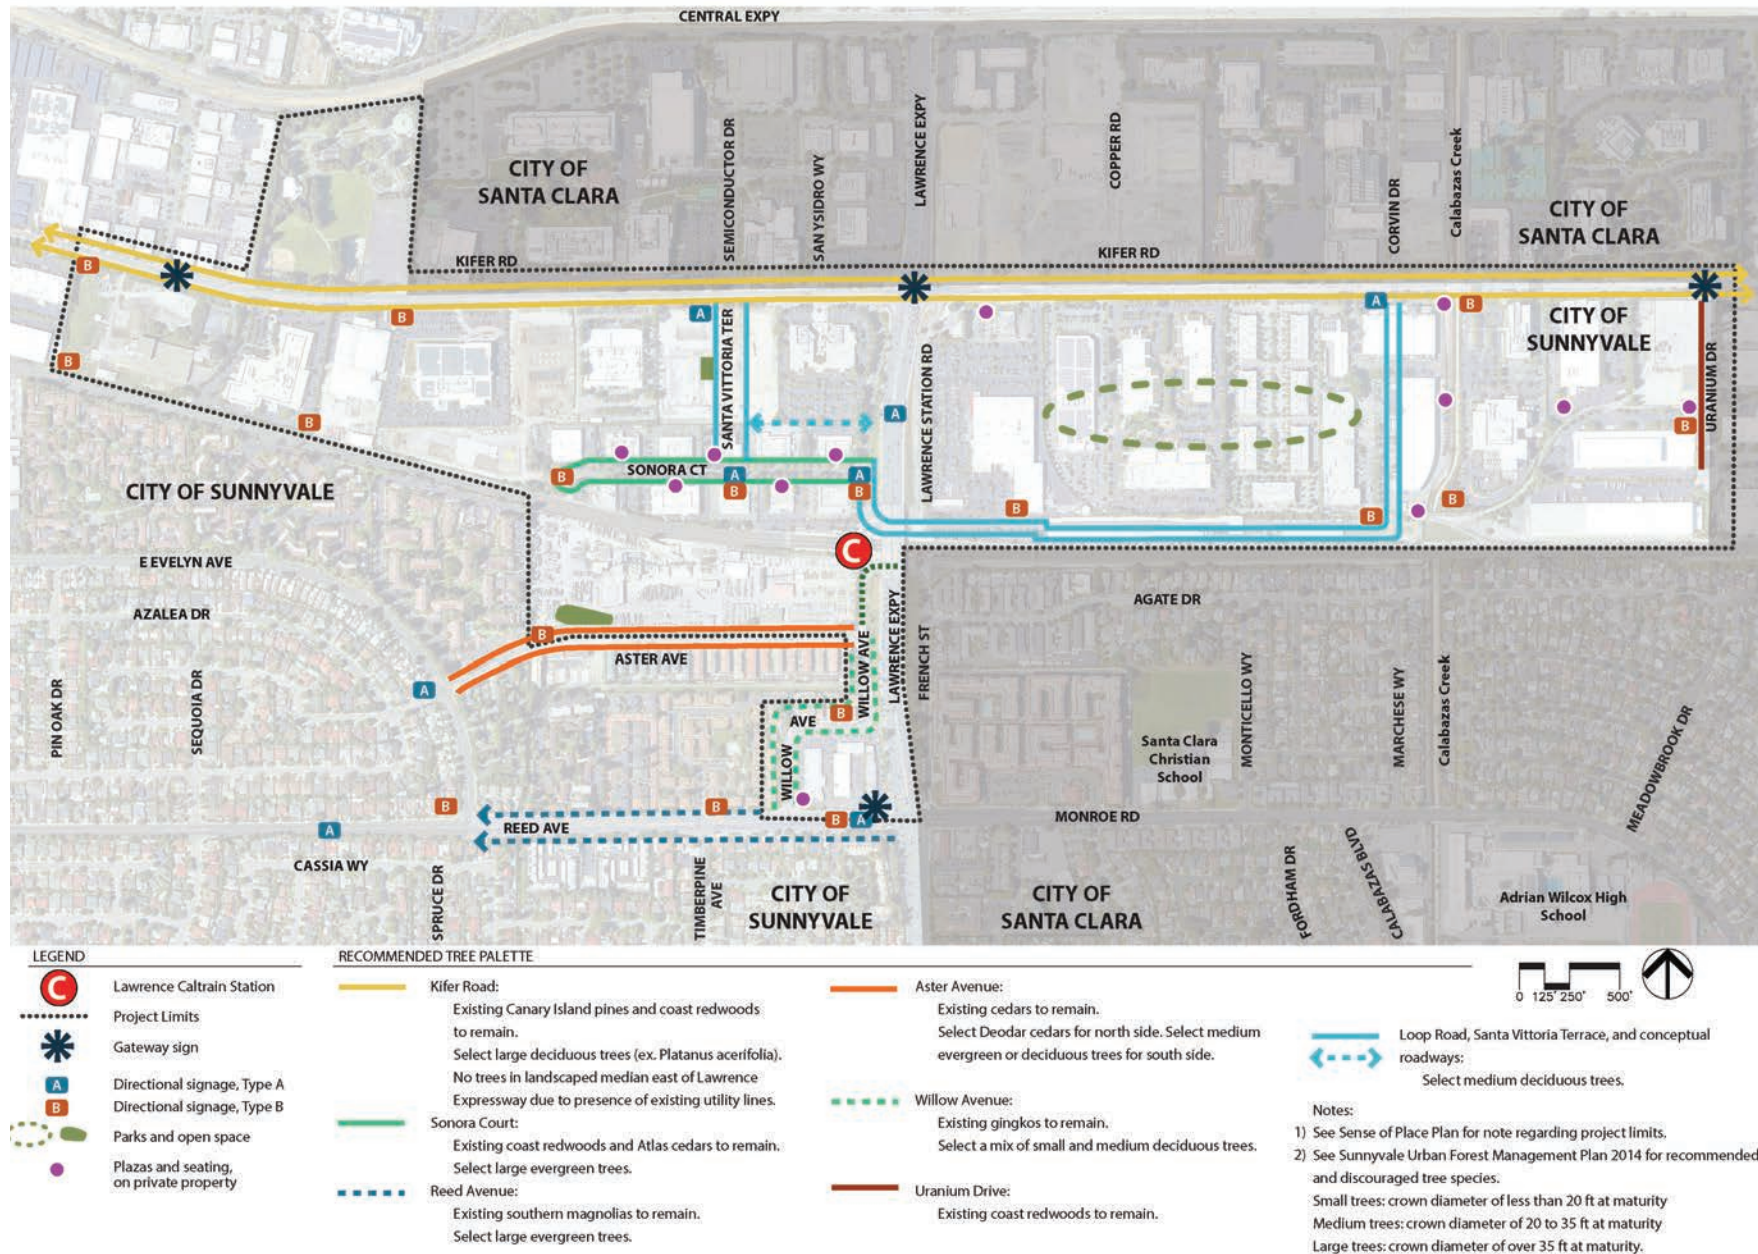 CENTRAL EXPY
CITY OF
SANTA CLARA
SEMICONDUCTOR DR
SAN YSIDRO WY
LAWRENCE EXPY
COPPER RD
CORVIN DR
Calabazas Creek
CITY OF
SANTA CLARA
KIFER RD
KIFER RD
B
B
B
B
A
SANTA VITTORIA TER
A
LAWRENCE STATION RD
A
B
CITY OF
SUNNYVALE
URANIUM DR
B
CITY OF SUNNYVALE
B
SONORA CT
A
B
A
B
B
B
B
C
E EVELYN AVE
AZALEA DR
PIN OAK DR
SEQUOIA DR
B
ASTER AVE
A
WILLOW AVE
LAWRENCE EXPY
FRENCH ST
AGATE DR
MONTICELLO WY
MARCHESE WY
Calabazas Creek
MEADOWBROOK DR
B
AVE
WILLOW
Santa Clara
Christian
School
B
B
B
A
A
REED AVE
MONROE RD
CASSIA WY
SPRUCE DR
TIMBERPINE
AVE
CITY OF
SUNNYVALE
CITY OF
SANTA CLARA
FORDHAM DR
CALABAZAS BLVD
Adrian Wilcox High
School
LEGEND
C
Lawrence Caltrain Station
Project Limits
Gateway sign
A
Directional signage, Type A
B
Directional signage, Type B
Parks and open space
Plazas and seating,
on private property
RECOMMENDED TREE PALETTE
Kifer Road:
Existing Canary Island pines and coast redwoods
to remain.
Select large deciduous trees (ex. Platanus acerifolia).
No trees in landscaped median east of Lawrence
Expressway due to presence of existing utility lines.
Sonora Court:
Existing coast redwoods and Atlas cedars to remain.
Select large evergreen trees.
Reed Avenue:
Existing southern magnolias to remain.
Select large evergreen trees.
Aster Avenue:
Existing cedars to remain.
Select Deodar cedars for north side. Select medium
evergreen or deciduous trees for south side.
Willow Avenue:
Existing gingkos to remain.
Select a mix of small and medium deciduous trees.
Uranium Drive:
Existing coast redwoods to remain.
0 125' 250' 500'
Loop Road, Santa Vittoria Terrace, and conceptual
roadways:
Select medium deciduous trees.
Notes:
1) See Sense of Place Plan for note regarding project limits.
2) See Sunnyvale Urban Forest Management Plan 2014 for recommended
and discouraged tree species.
Small trees: crown diameter of less than 20 ft at maturity
Medium trees: crown diameter of 20 to 35 ft at maturity
Large trees: crown diameter of over 35 ft at maturity.